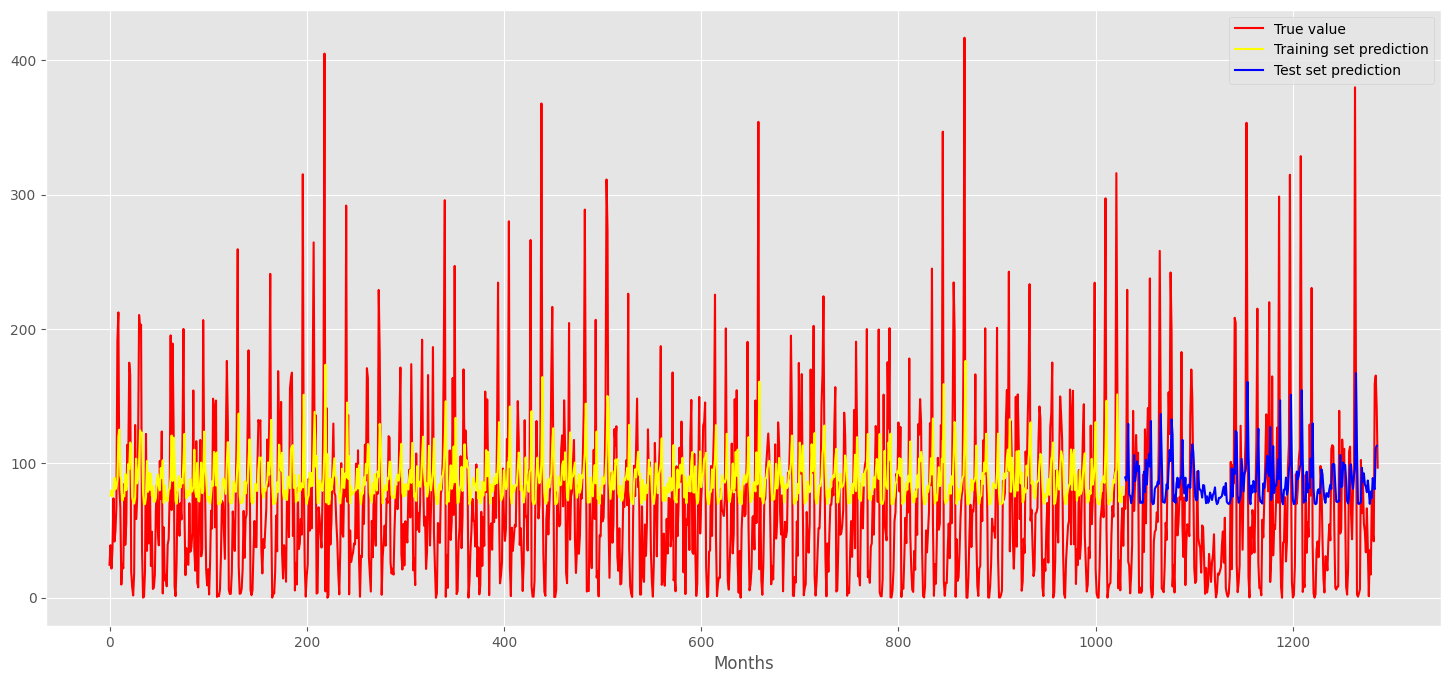 True value
Training set prediction
Test set prediction
400
300
200
100
0
0 200 400 600 800 1000 1200
Months